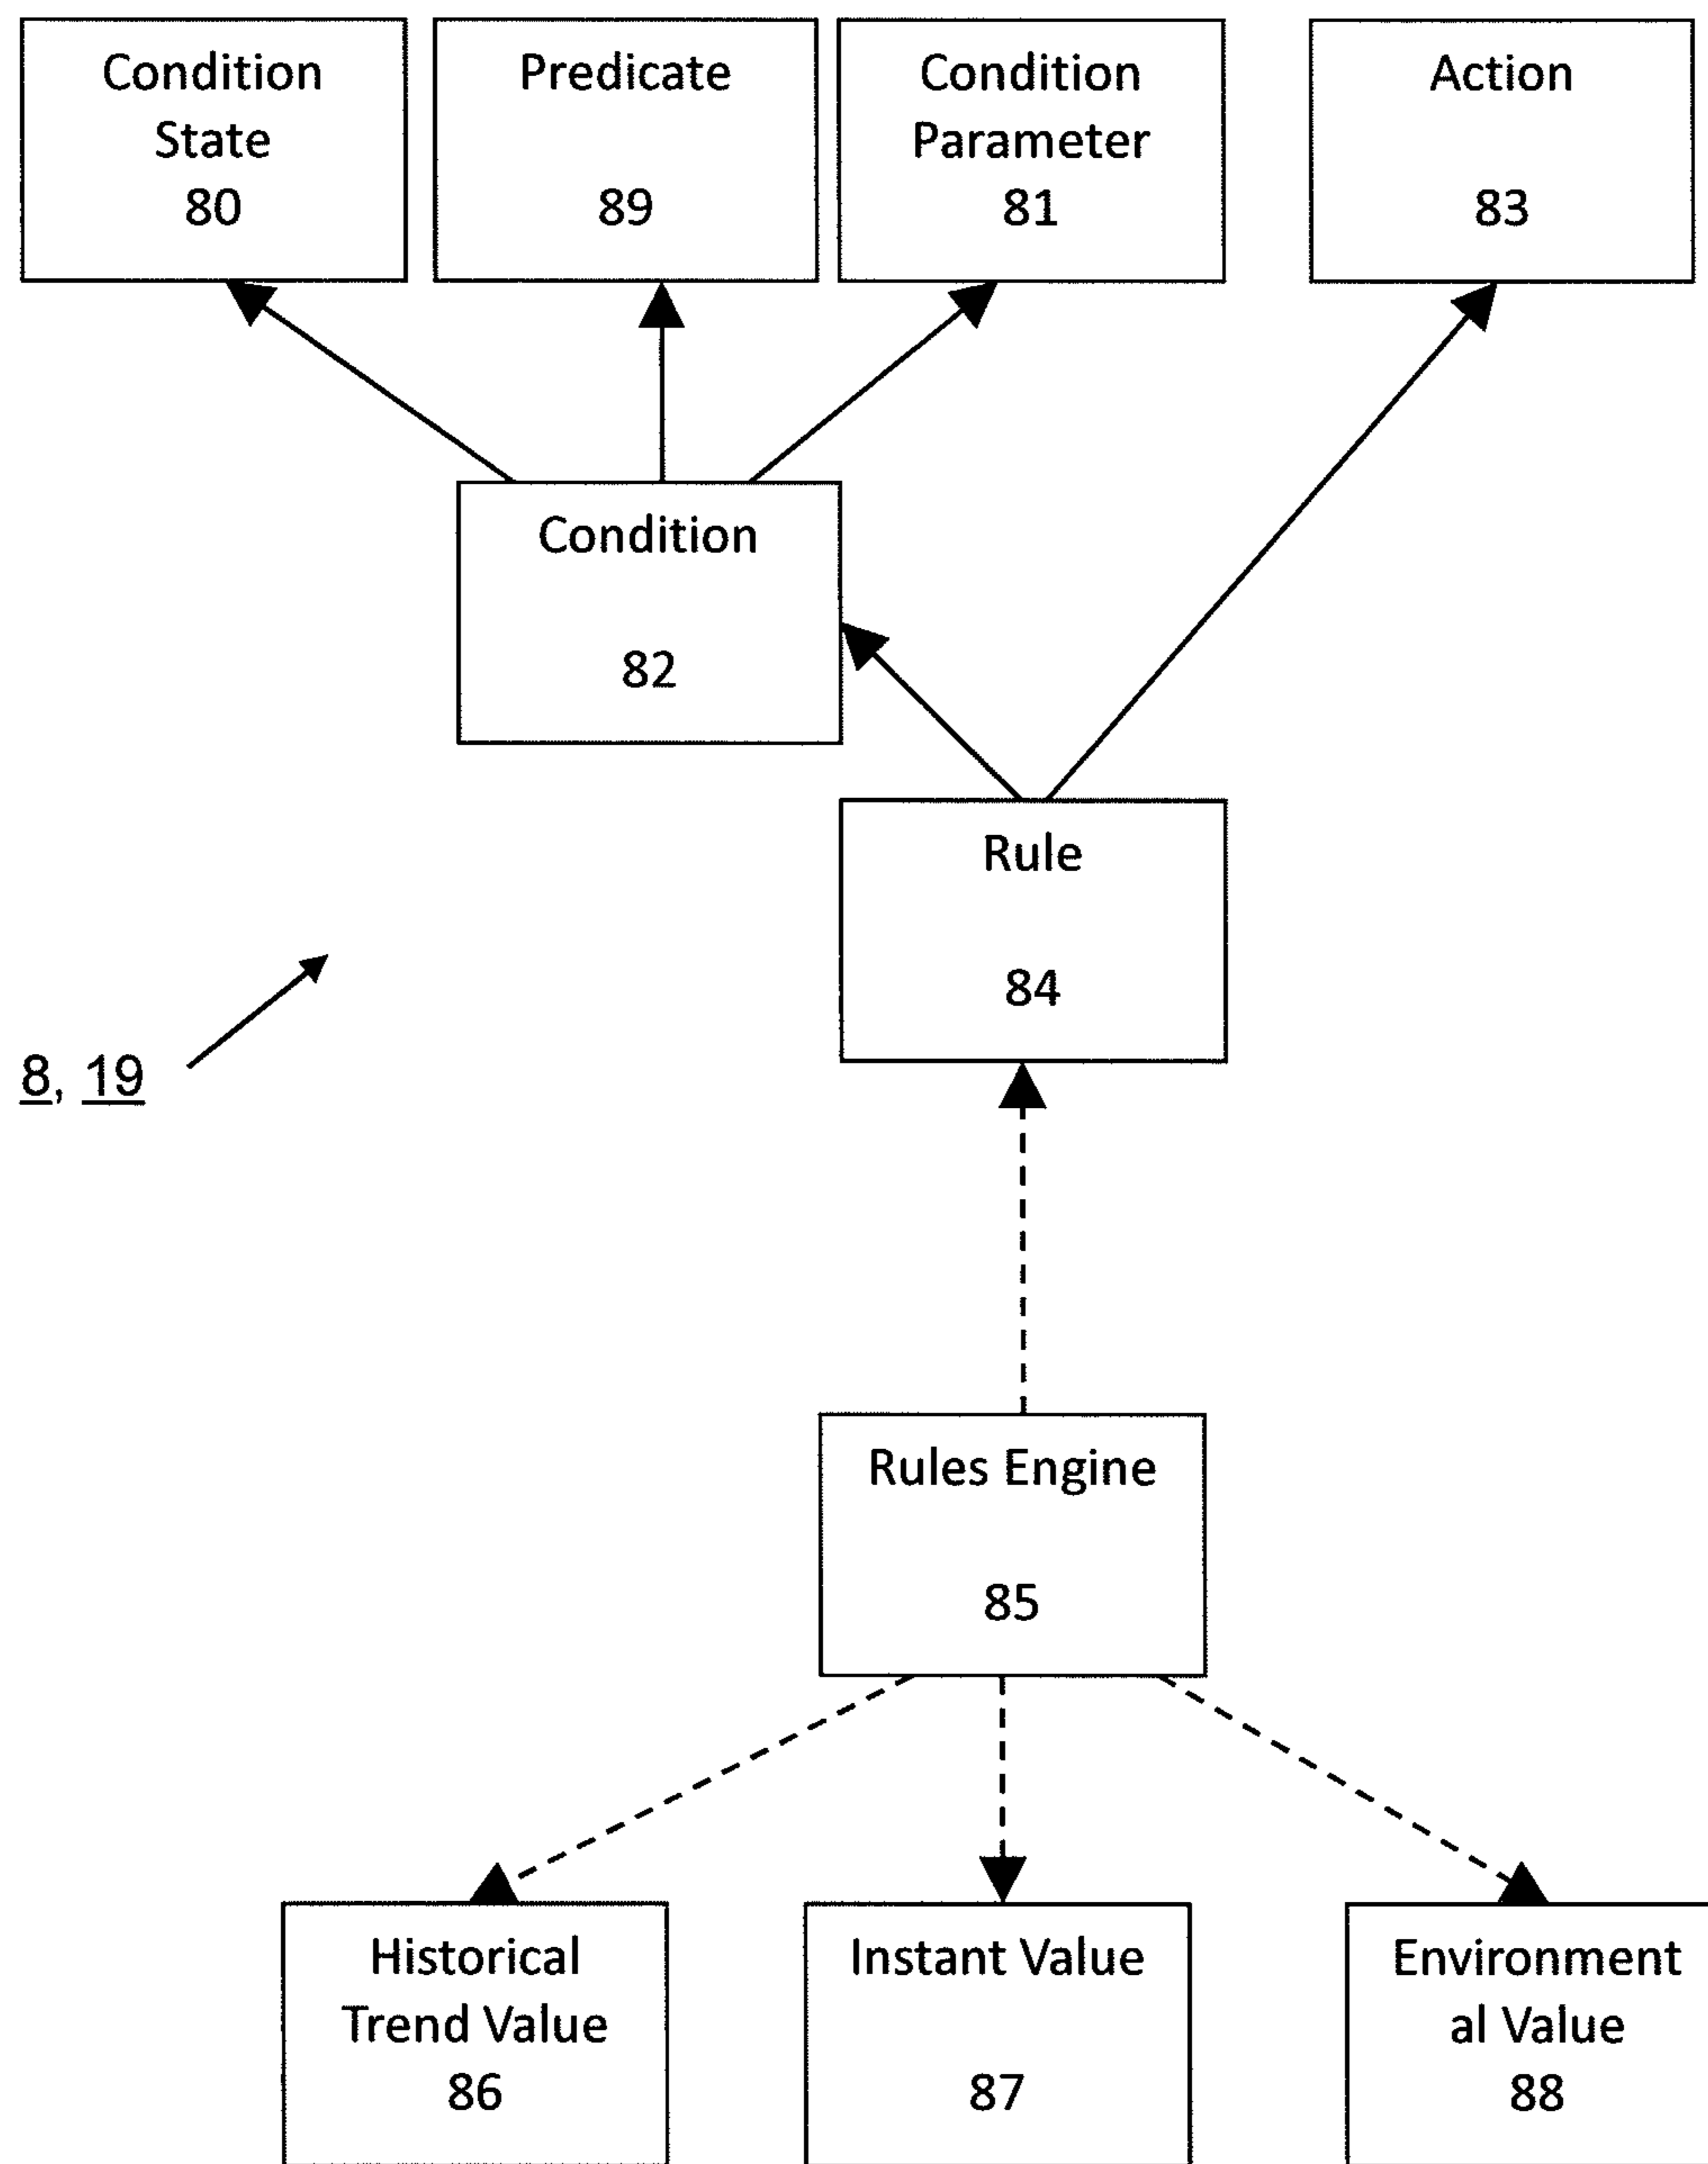 Condition
State
80
Predicate
89
Condition
Parameter
81
Action
83
Condition
82
Rule
84
8, 19
Rules Engine
85
Historical
Trend Value
86
Instant Value
87
Environment
al Value
88